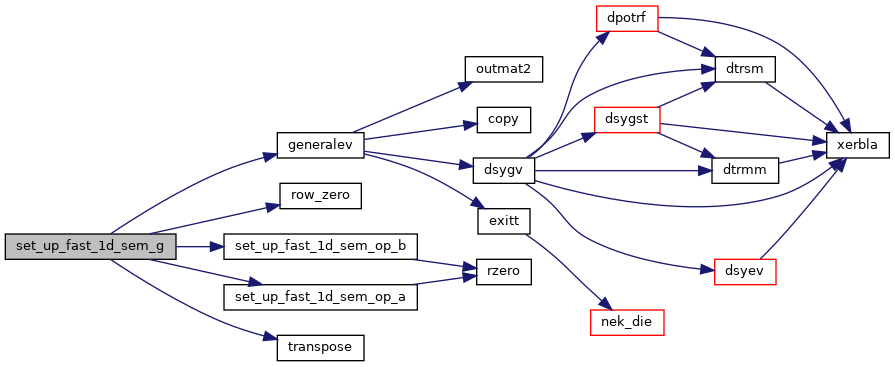 set_up_fast_1d_sem_g
generalev
row_zero
set_up_fast_1d_sem_op_b
set_up_fast_1d_sem_op_a
transpose
outmat2
copy
dsygv
exitt
rzero
dpotrf
dsygst
nek_die
dtrsm
dtrmm
dsyev
xerbla